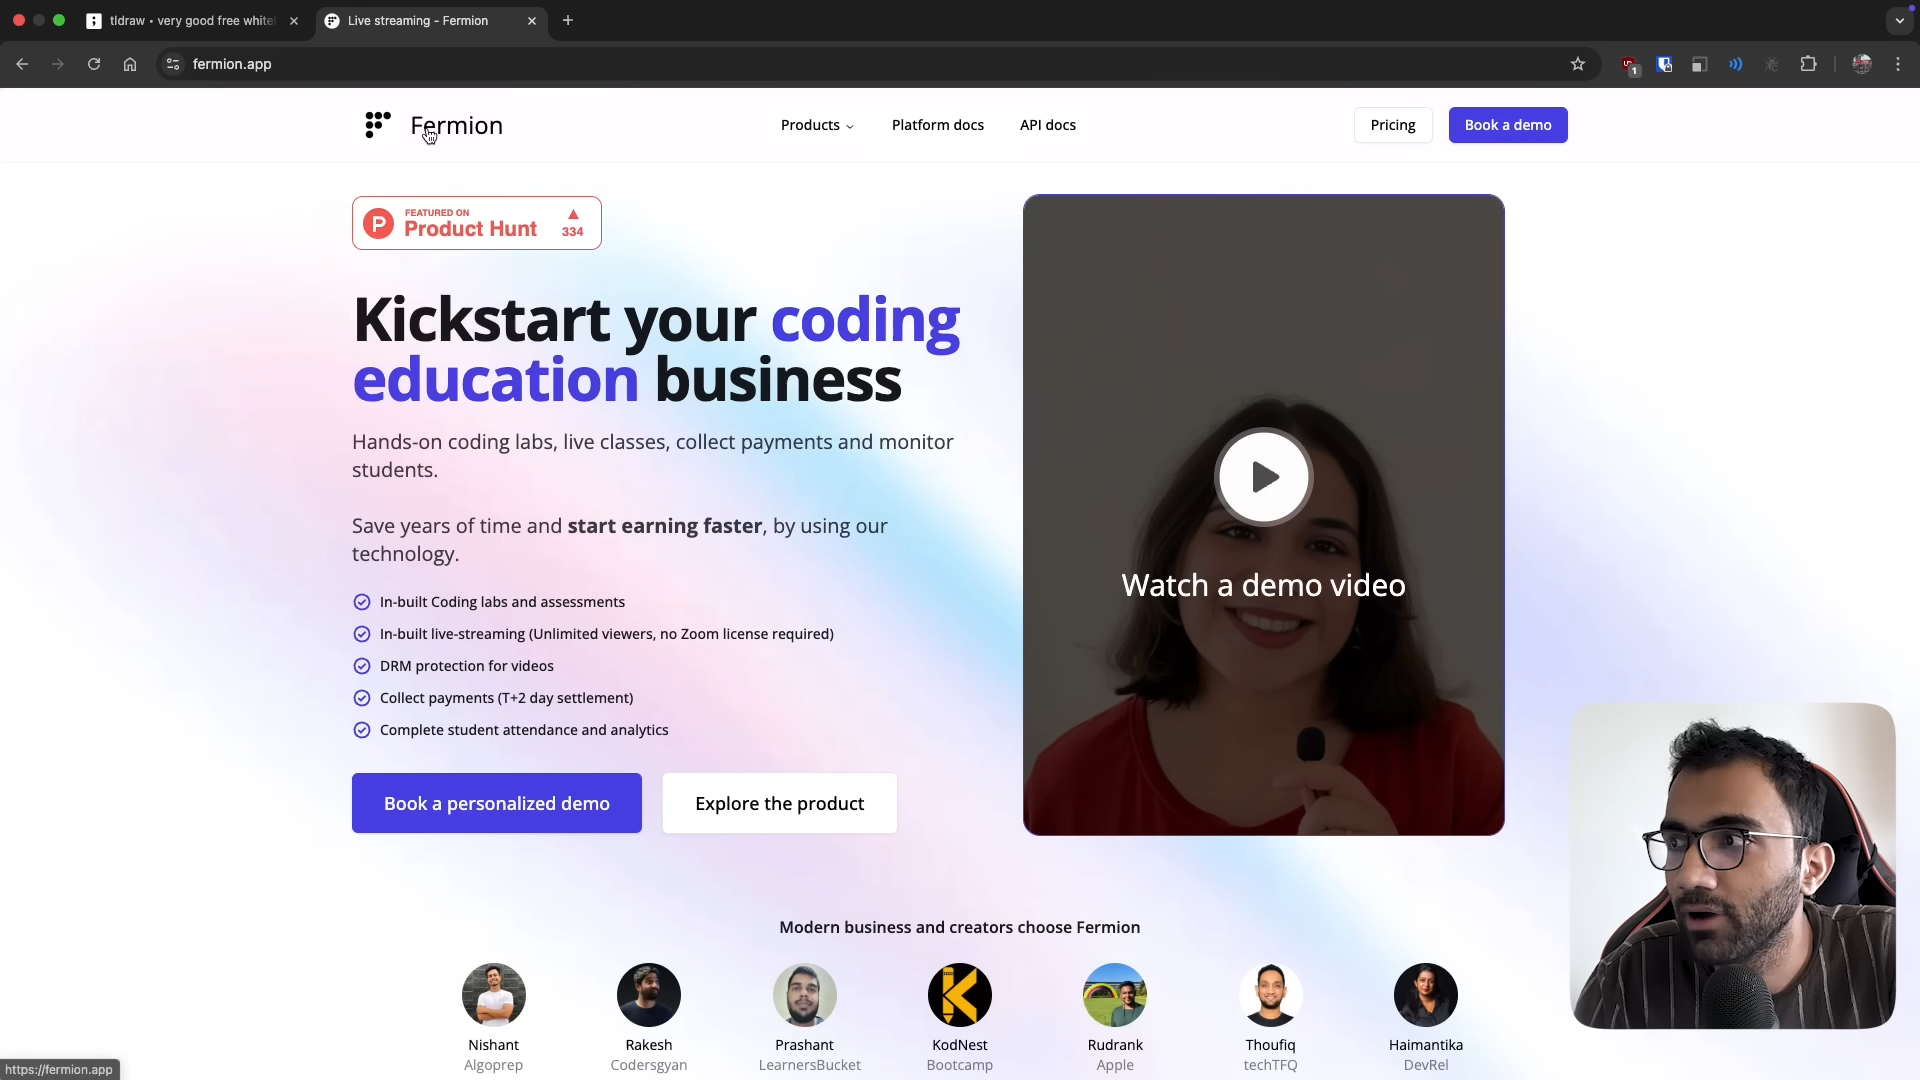 tldraw • very good free white
Live streaming - Fermion
fermion.app
1
Fermion
Products
Platform docs
API docs
Pricing
Book a demo
FEATURED ON
Product Hunt
334
Kickstart your coding
education business
Hands-on coding labs, live classes, collect payments and monitor
students.
Save years of time and start earning faster, by using our
technology.
In-built Coding labs and assessments
In-built live-streaming (Unlimited viewers, no Zoom license required)
DRM protection for videos
Collect payments (T+2 day settlement)
Complete student attendance and analytics
Book a personalized demo
Explore the product
Watch a demo video
Modern business and creators choose Fermion
Nishant
Algoprep
Rakesh
Codersgyan
Prashant
LearnersBucket
KodNest
Bootcamp
Rudrank
Apple
Thoufiq
techTFQ
Haimantika
DevRel
https://fermion.app